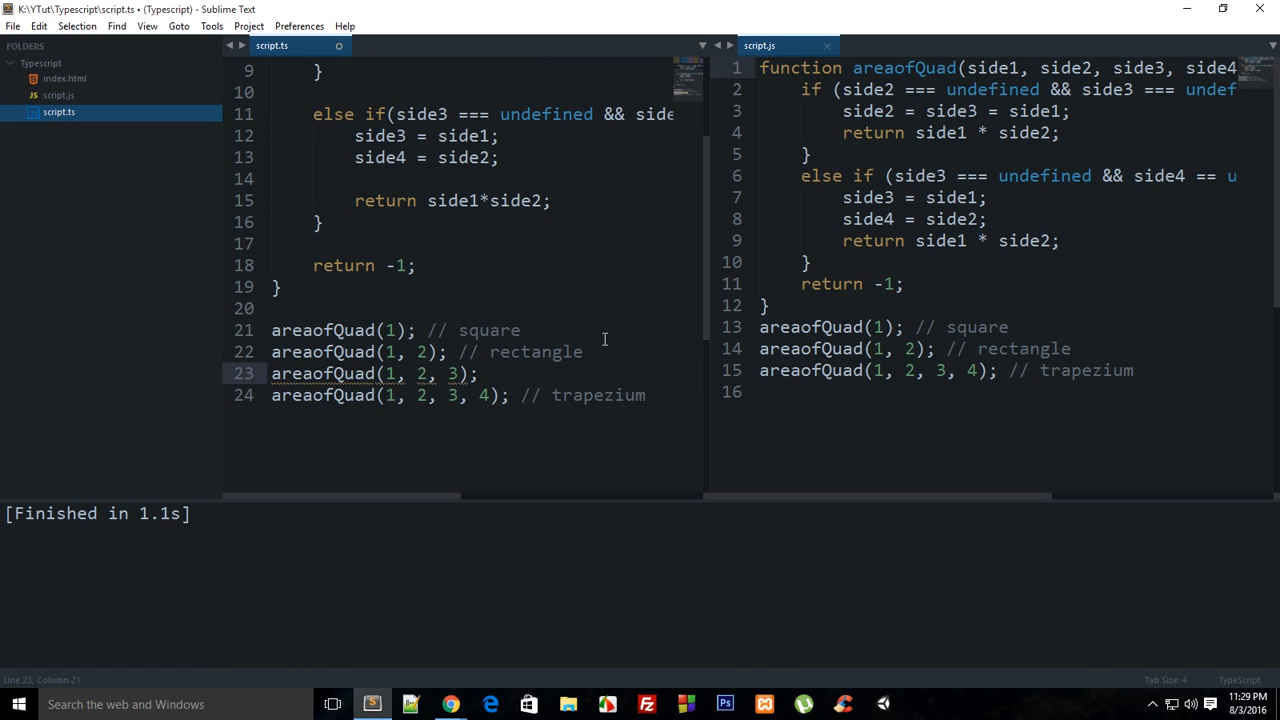 K:\YTut\Typescript\script.ts • (Typescript) - Sublime Text
File Edit Selection Find View Goto Tools Project Preferences Help
FOLDERS
Typescript
index.html
JS script.js
script.ts
script.ts
9 }
10
11 else if(side3 === undefined && side
12 side3 = side1;
13 side4 = side2;
14
15 return side1*side2;
16 }
17
18 return -1;
19 }
20
21 areaofQuad(1); // square
22 areaofQuad(1, 2); // rectangle
23 areaofQuad(1, 2, 3);
24 areaofQuad(1, 2, 3, 4); // trapezium
script.js
1 function areaofQuad(side1, side2, side3, side4
2 if (side2 === undefined && side3 === undef
3 side2 = side3 = side1;
4 return side1 * side2;
5 }
6 else if (side3 === undefined && side4 == u
7 side3 = side1;
8 side4 = side2;
9 return side1 * side2;
10 }
11 return -1;
12 }
13 areaofQuad(1); // square
14 areaofQuad(1, 2); // rectangle
15 areaofQuad(1, 2, 3, 4); // trapezium
16
[Finished in 1.1s]
Line 23, Column 21 Tab Size: 4 TypeScript
Search the web and Windows
11:29 PM
8/3/2016